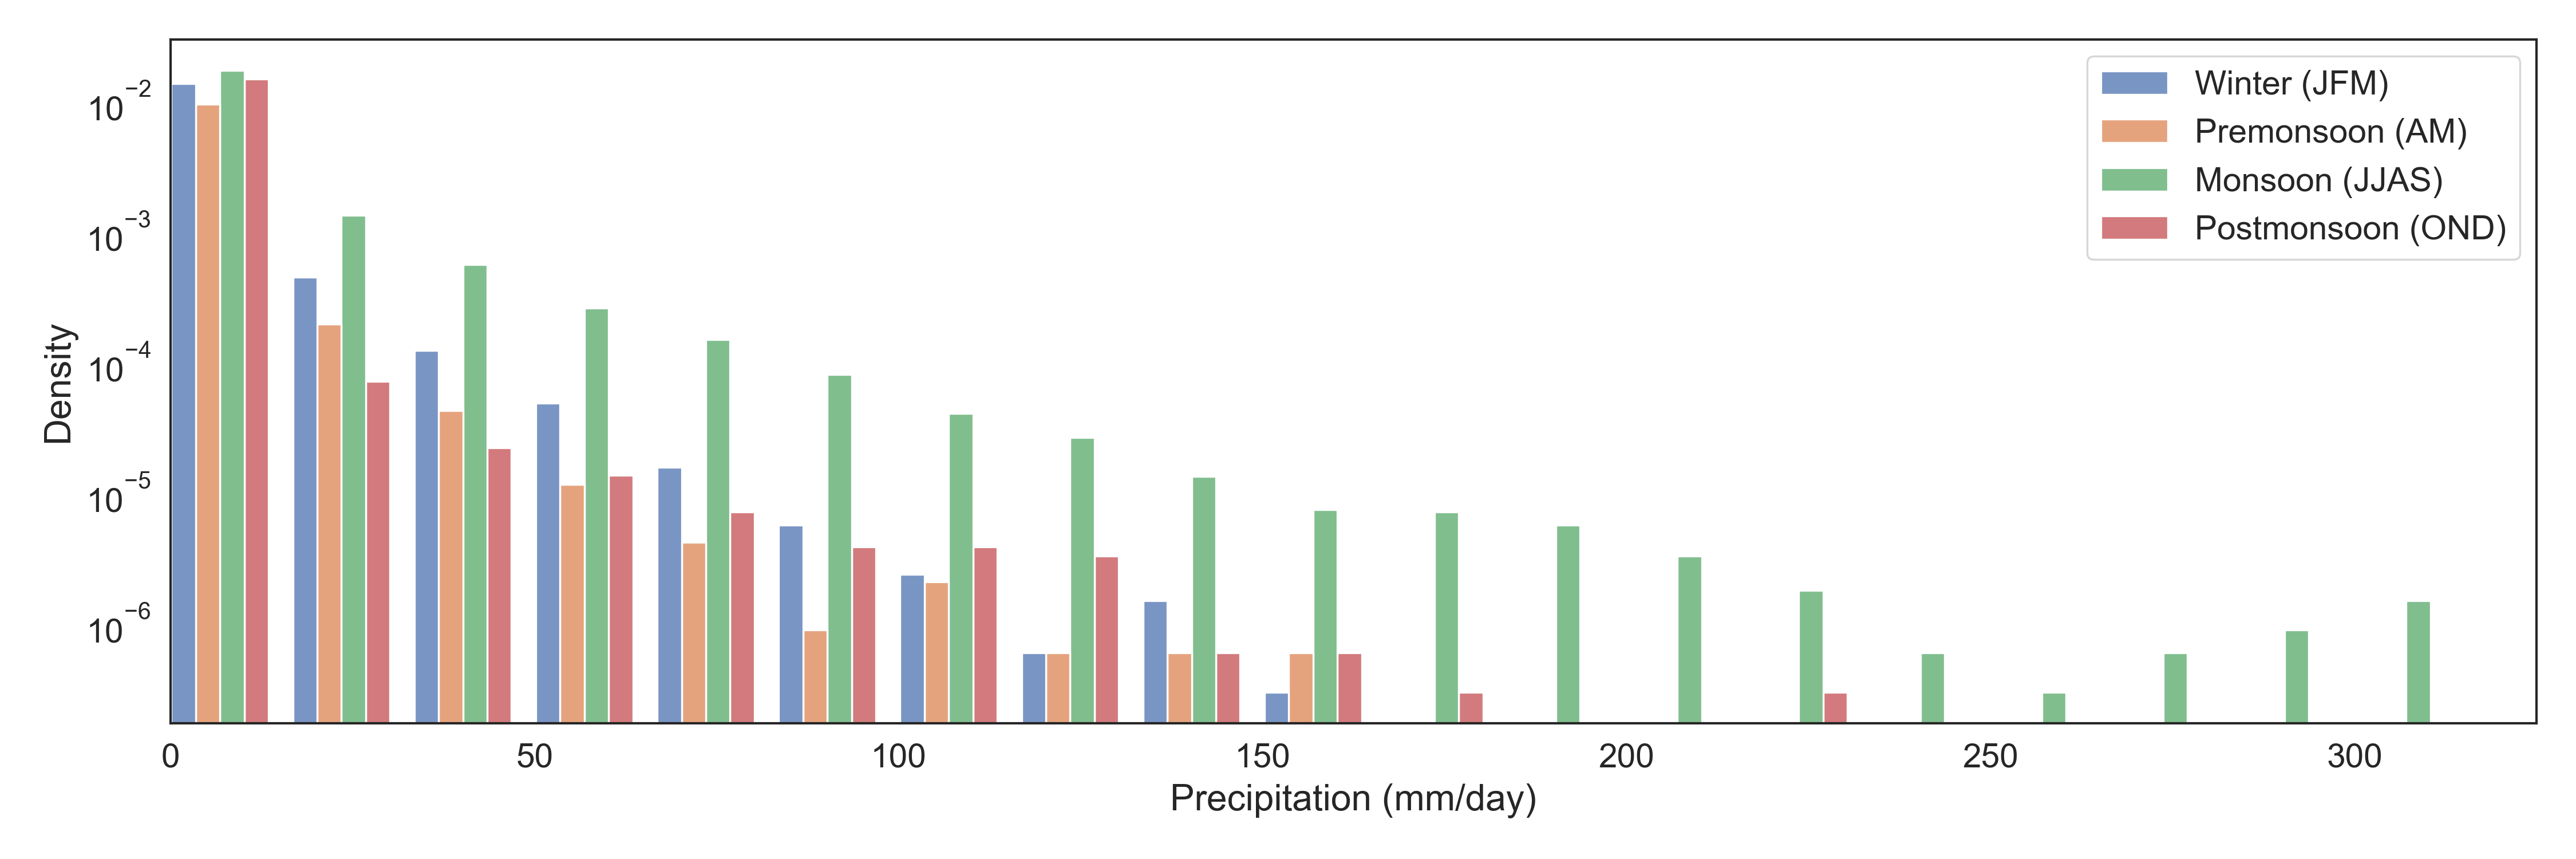 10⁻²
10⁻³
10⁻⁴
10⁻⁵
10⁻⁶
Density
0 50 100 150 200 250 300
Precipitation (mm/day)
Winter (JFM)
Premonsoon (AM)
Monsoon (JJAS)
Postmonsoon (OND)